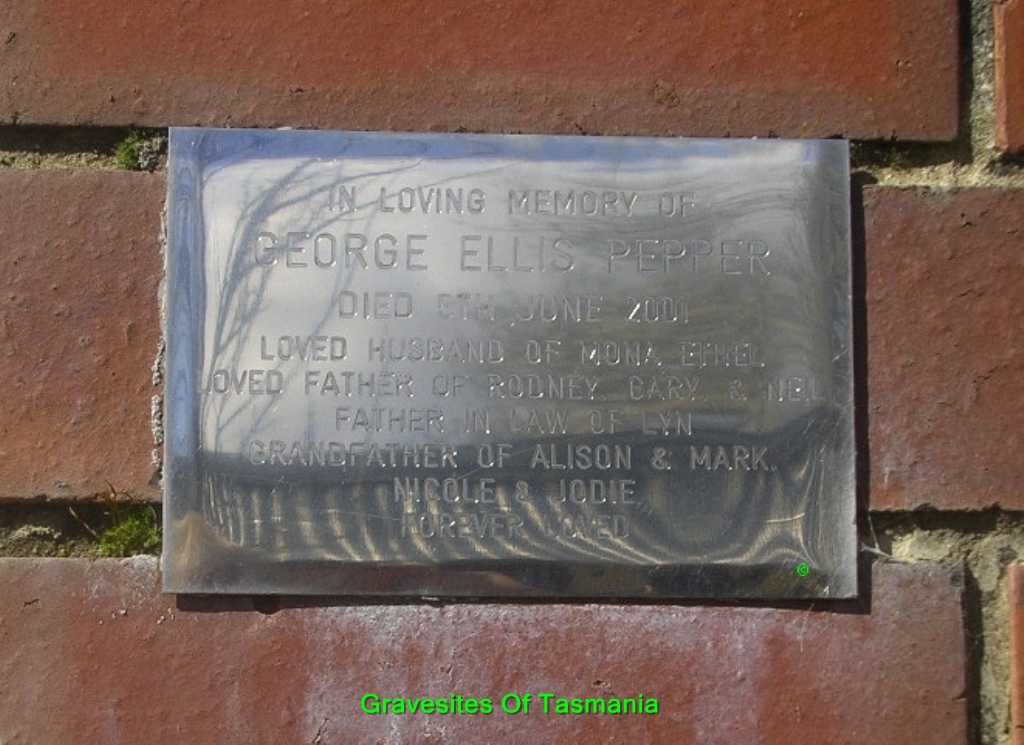 IN LOVING MEMORY OF
GEORGE ELLIS PEPPER
DIED 5TH JUNE 2001
LOVED HUSBAND OF MONA ETHEL
LOVED FATHER OF RODNEY, GARY, & NEIL
FATHER IN LAW OF LYN
GRANDFATHER OF ALISON & MARK,
NICOLE & JODIE
FOREVER LOVED
©
Gravesites Of Tasmania